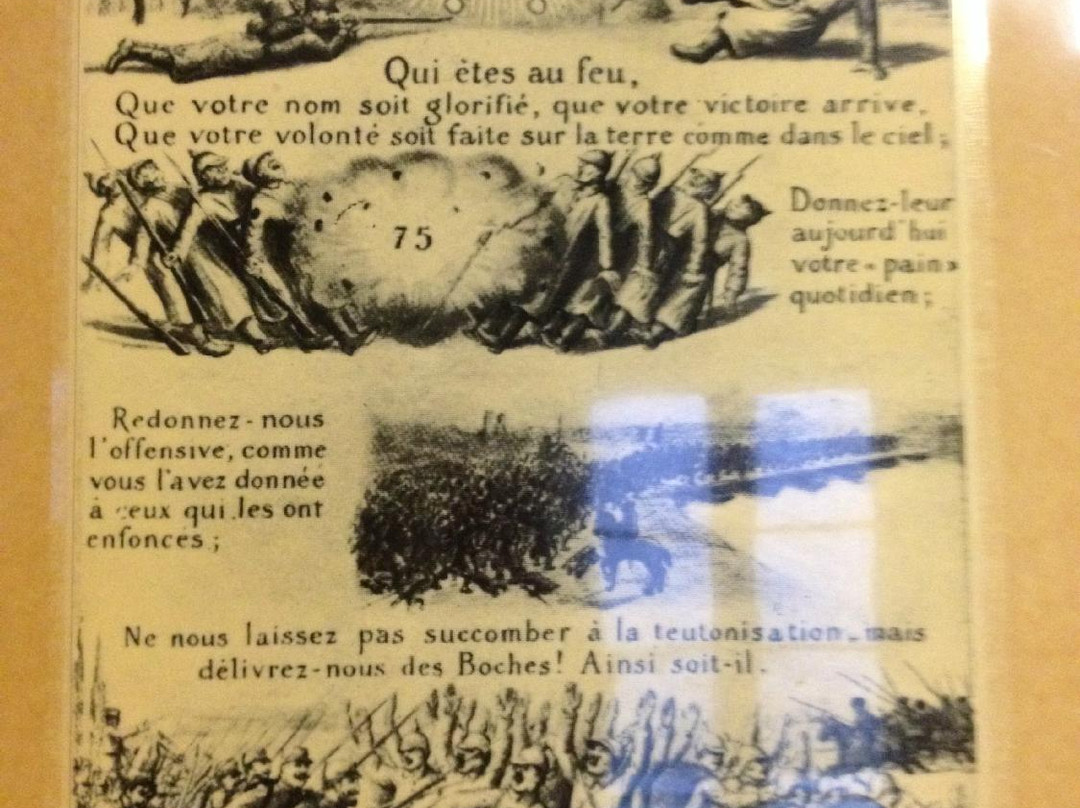 Qui êtes au feu,
Que votre nom soit glorifié, que votre victoire arrive,
Que votre volonté soit faite sur la terre comme dans le ciel;
75
Donnez-leur
aujourd'hui
votre « pain »
quotidien;
Redonnez-nous
l'offensive, comme
vous l'avez donnée
à ceux qui les ont
enfoncés;
Ne nous laissez pas succomber à la teutonisation, mais
délivrez-nous des Boches! Ainsi soit-il.